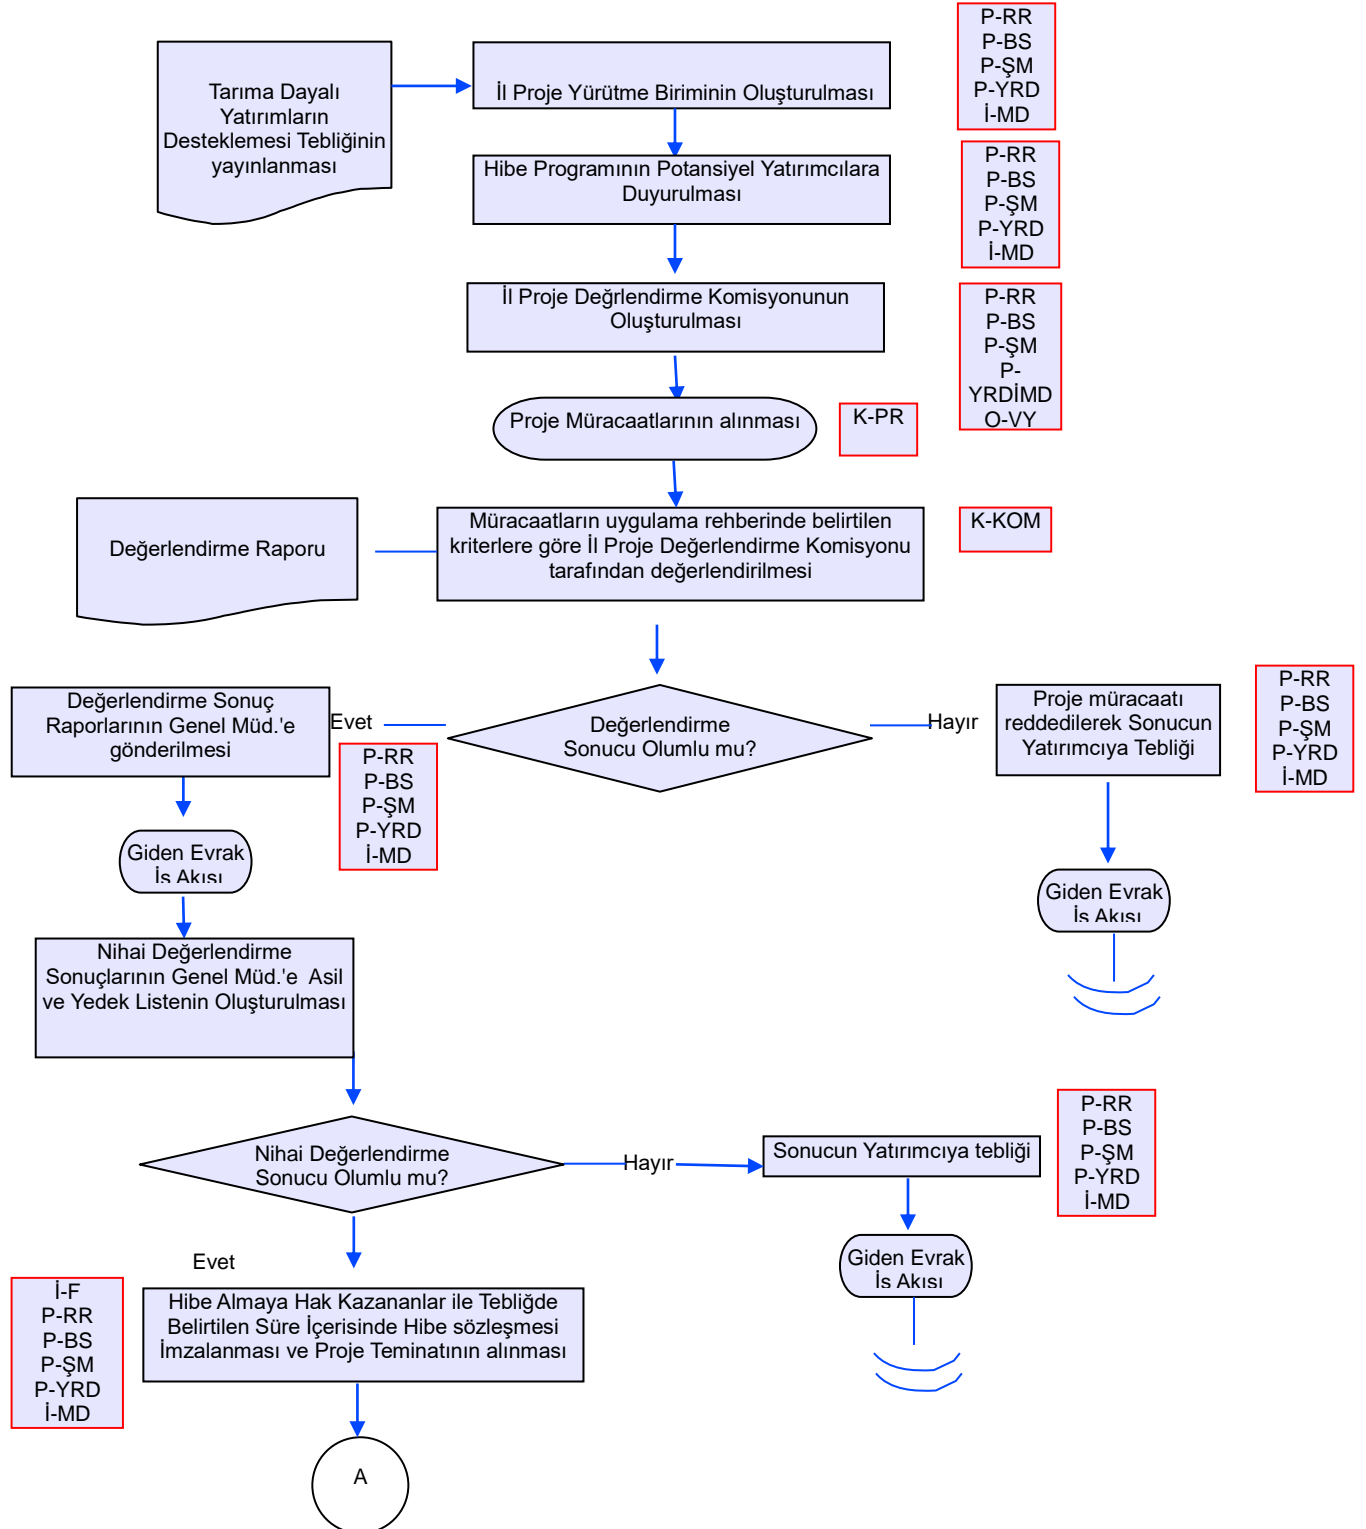 P-RR
P-BS
P-ŞM
P-YRD
İ-MD
Tarıma Dayalı
Yatırımların
Desteklemesi Tebliğinin
yayınlanması
İl Proje Yürütme Biriminin Oluşturulması
Hibe Programının Potansiyel Yatırımcılara
Duyurulması
P-RR
P-BS
P-ŞM
P-YRD
İ-MD
İl Proje Değrlendirme Komisyonunun
Oluşturulması
P-RR
P-BS
P-ŞM
P-
YRDİMD
O-VY
Proje Müracaatlarının alınması
K-PR
Değerlendirme Raporu
Müracaatların uygulama rehberinde belirtilen
kriterlere göre İl Proje Değerlendirme Komisyonu
tarafından değerlendirilmesi
K-KOM
Değerlendirme Sonuç
Raporlarının Genel Müd.'e
gönderilmesi
Evet
Değerlendirme
Sonucu Olumlu mu?
Hayır
Proje müracaatı
reddedilerek Sonucun
Yatırımcıya Tebliği
P-RR
P-BS
P-ŞM
P-YRD
İ-MD
P-RR
P-BS
P-ŞM
P-YRD
İ-MD
Giden Evrak
İş Akışı
Giden Evrak
İş Akışı
Nihai Değerlendirme
Sonuçlarının Genel Müd.'e Asil
ve Yedek Listenin Oluşturulması
Nihai Değerlendirme
Sonucu Olumlu mu?
Hayır
Sonucun Yatırımcıya tebliği
P-RR
P-BS
P-ŞM
P-YRD
İ-MD
Giden Evrak
İş Akışı
Evet
İ-F
P-RR
P-BS
P-ŞM
P-YRD
İ-MD
Hibe Almaya Hak Kazananlar ile Tebliğde
Belirtilen Süre İçerisinde Hibe sözleşmesi
İmzalanması ve Proje Teminatının alınması
A